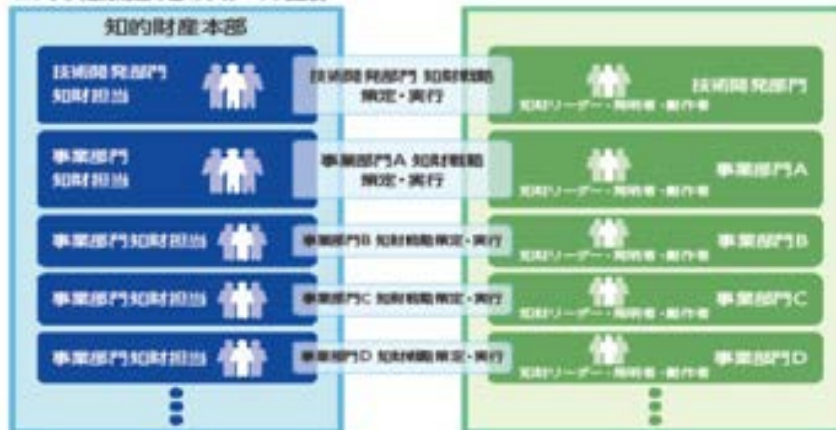 知的財産本部
技術開発部門
知財担当
技術開発部門 知財戦略
策定・実行
技術開発部門
知財リーダー・発明者・創作者
事業部門
知財担当
事業部門A 知財戦略
策定・実行
事業部門A
知財リーダー・発明者・創作者
事業部門知財担当
事業部門B 知財戦略策定・実行
事業部門B
知財リーダー・発明者・創作者
事業部門知財担当
事業部門C 知財戦略策定・実行
事業部門C
知財リーダー・発明者・創作者
事業部門知財担当
事業部門D 知財戦略策定・実行
事業部門D
知財リーダー・発明者・創作者